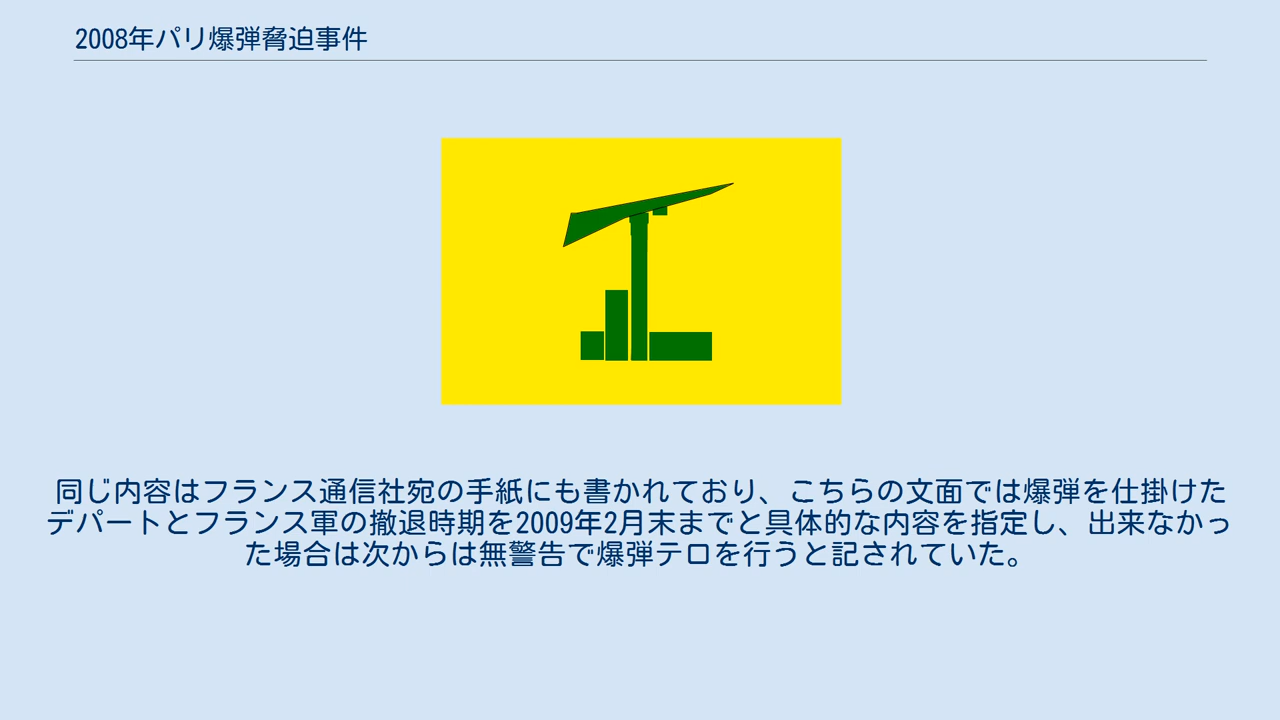 2008年パリ爆弾脅迫事件
同じ内容はフランス通信社宛の手紙にも書かれており、こちらの文面では爆弾を仕掛けた
デパートとフランス軍の撤退時期を2009年2月末までと具体的な内容を指定し、出来なかっ
た場合は次からは無警告で爆弾テロを行うと記されていた。